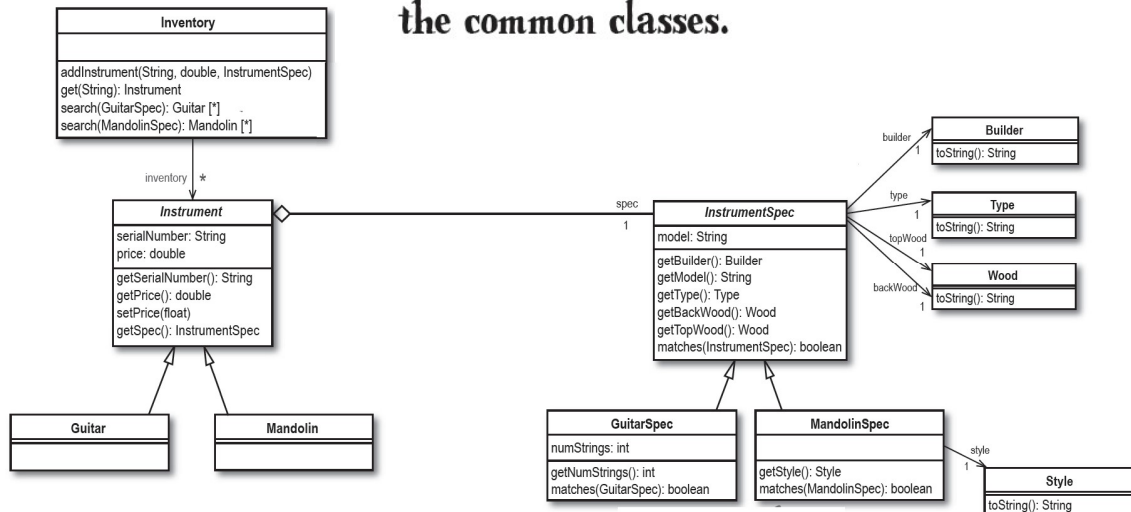 the common classes.
Inventory
addInstrument(String, double, InstrumentSpec)
get(String): Instrument
search(GuitarSpec): Guitar [*]
search(MandolinSpec): Mandolin [*]
inventory *
Instrument
serialNumber: String
price: double
getSerialNumber(): String
getPrice(): double
setPrice(float)
getSpec(): InstrumentSpec
Guitar
Mandolin
spec
1
InstrumentSpec
model: String
getBuilder(): Builder
getModel(): String
getType(): Type
getBackWood(): Wood
getTopWood(): Wood
matches(InstrumentSpec): boolean
builder
1
Builder
toString(): String
type
1
Type
toString(): String
topWood
1
Wood
toString(): String
backWood
1
GuitarSpec
numStrings: int
getNumStrings(): int
matches(GuitarSpec): boolean
MandolinSpec
getStyle(): Style
matches(MandolinSpec): boolean
style
1
Style
toString(): String